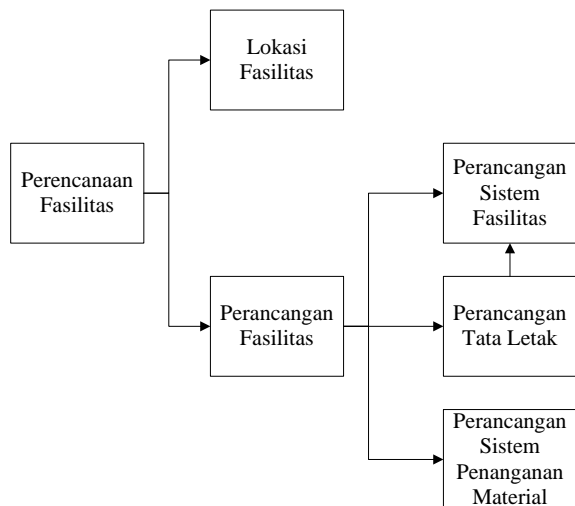 Lokasi
Fasilitas
Perencanaan
Fasilitas
Perancangan
Sistem
Fasilitas
Perancangan
Fasilitas
Perancangan
Tata Letak
Perancangan
Sistem
Penanganan
Material